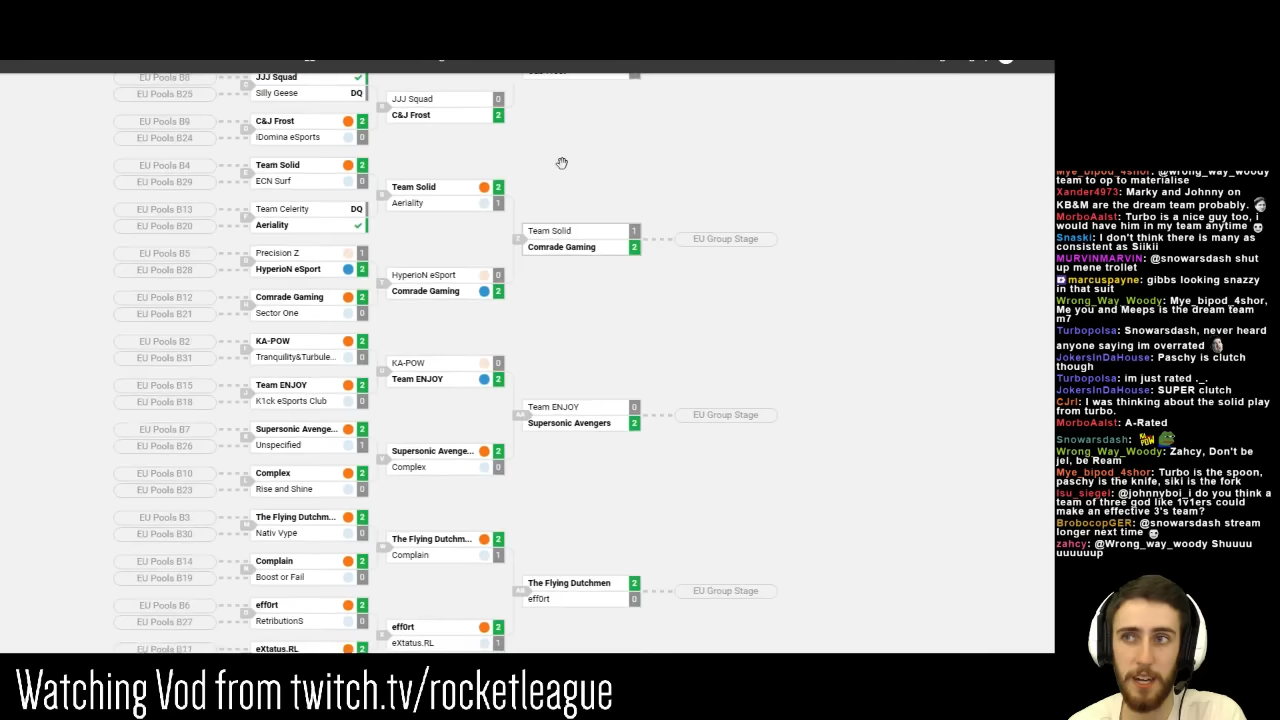 EU Pools B8
JJJ Squad
EU Pools B25
Silly Geese DQ
JJJ Squad 0
C&J Frost 2
EU Pools B9
C&J Frost 2
EU Pools B24
iDomina eSports 0
EU Pools B4
Team Solid 2
EU Pools B29
ECN Surf 0
Team Solid 2
Aeriality 1
EU Pools B13
Team Celerity DQ
EU Pools B20
Aeriality
Team Solid 1
Comrade Gaming 2
EU Group Stage
EU Pools B5
Precision Z 1
EU Pools B28
HyperioN eSport 2
HyperioN eSport 0
Comrade Gaming 2
EU Pools B12
Comrade Gaming 2
EU Pools B21
Sector One 0
EU Pools B2
KA-POW 2
EU Pools B31
Tranquility&Turbule... 0
KA-POW 0
Team ENJOY 2
EU Pools B15
Team ENJOY 2
EU Pools B18
K1ck eSports Club 0
Team ENJOY 0
Supersonic Avengers 2
EU Group Stage
EU Pools B7
Supersonic Avenge... 2
EU Pools B26
Unspecified 1
Supersonic Avenge... 2
Complex 0
EU Pools B10
Complex 2
EU Pools B23
Rise and Shine 0
EU Pools B3
The Flying Dutchm... 2
EU Pools B30
Nativ Vype 0
The Flying Dutchm... 2
Complain 1
EU Pools B14
Complain 2
EU Pools B19
Boost or Fail 0
The Flying Dutchmen 2
eff0rt 0
EU Group Stage
EU Pools B6
eff0rt 2
EU Pools B27
RetributionS 0
eff0rt 2
eXtatus.RL 1
EU Pools B11
eXtatus.RL 2
Mye_bipod_4shor: @wrong_way_woody
team to op to materialise
Xander4973: Marky and Johnny on
KB&M are the dream team probably.
MorboAalst: Turbo is a nice guy too, i
would have him in my team anytime
Snaski: I don't think there is many as
consistent as Siikii
MURVINMARVIN: @snowarsdash shut
up mene trollet
marcuspayne: gibbs looking snazzy
in that suit
Wrong_Way_Woody: Mye_bipod_4shor,
Me you and Meeps is the dream team
m7
Turbopolsa: Snowarsdash, never heard
anyone saying im overrated
JokersInDaHouse: Paschy is clutch
though
Turbopolsa: im just rated ._.
JokersInDaHouse: SUPER clutch
CJrl: I was thinking about the solid play
from turbo.
MorboAalst: A-Rated
Snowarsdash:
Wrong_Way_Woody: Zahcy, Don't be
jel, be Ream
Mye_bipod_4shor: Turbo is the spoon,
paschy is the knife, siki is the fork
Isu_siegel: @johnnyboi_i do you think a
team of three god like 1v1ers could
make an effective 3's team?
BrobocopGER: @snowarsdash stream
longer next time
zahcy: @Wrong_way_woody Shuuuu
uuuuuup
Watching Vod from twitch.tv/rocketleague